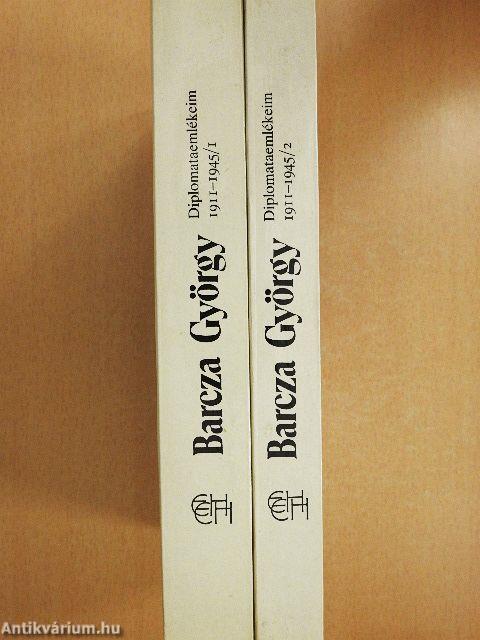 Barcza György
Diplomataemlékeim
1911–1945/1
Barcza György
Diplomataemlékeim
1911–1945/2
Antikvárium.hu